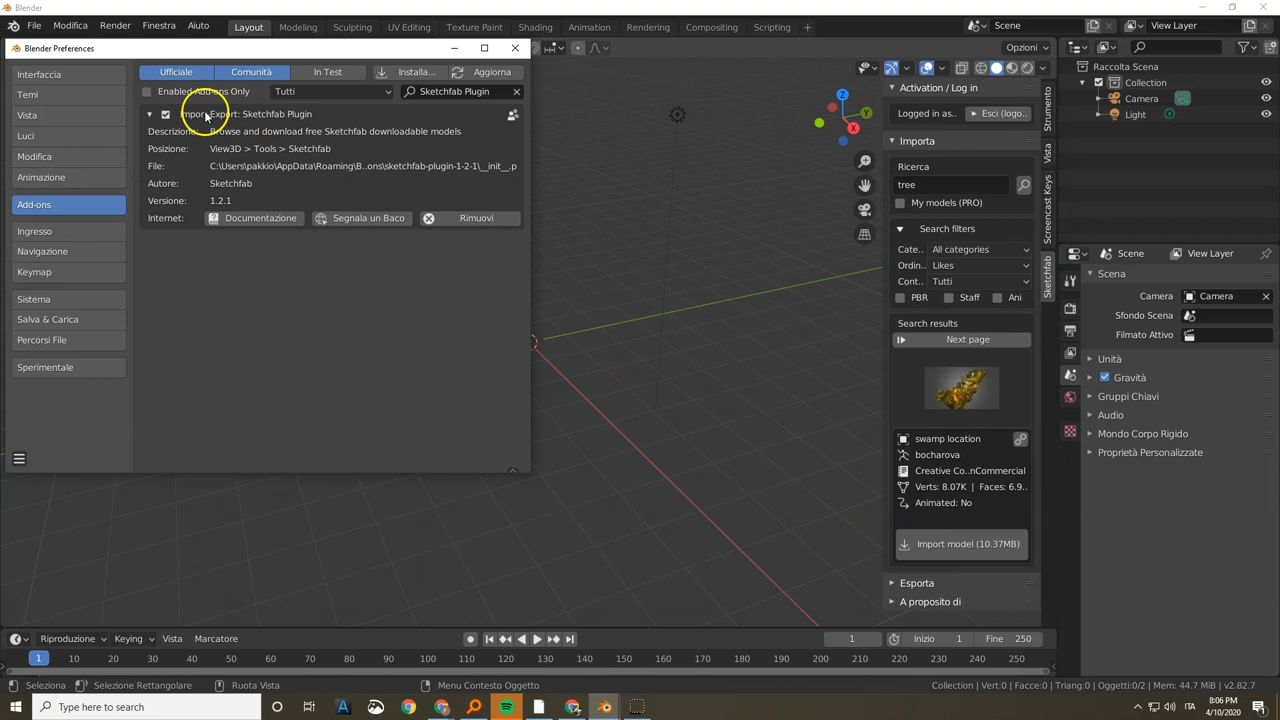 Blender
File Modifica Render Finestra Aiuto Layout Modeling Sculpting UV Editing Texture Paint Shading Animation Rendering Compositing Scripting Scene View Layer
Blender Preferences
Opzioni
Interfaccia
Temi
Vista
Luci
Modifica
Animazione
Add-ons
Ingresso
Navigazione
Keymap
Sistema
Salva & Carica
Percorsi File
Sperimentale
Ufficiale Comunità In Test Installa... Aggiorna
Enabled Add-ons Only Tutti Sketchfab Plugin
Import-Export: Sketchfab Plugin
Descrizione: Browse and download free Sketchfab downloadable models
Posizione: View3D > Tools > Sketchfab
File: C:\Users\pakkio\AppData\Roaming\B..ons\sketchfab-plugin-1-2-1\__init__.p
Autore: Sketchfab
Versione: 1.2.1
Internet: Documentazione Segnala un Baco Rimuovi
Z
Y
X
Activation / Log in
Logged in as.. Esci (logo..
Importa
Ricerca
tree
My models (PRO)
Search filters
Cate.. All categories
Ordin.. Likes
Cont.. Tutti
PBR Staff Ani
Search results
Next page
swamp location
bocharova
Creative Co..nCommercial
Verts: 8.07K | Faces: 6.9..
Animated: No
Import model (10.37MB)
Esporta
A proposito di
Strumento
Vista
Screencast Keys
Sketchfab
Raccolta Scena
Collection
Camera
Light
Scene View Layer
Scena
Camera Camera
Sfondo Scena
Filmato Attivo
Unità
Gravità
Gruppi Chiavi
Audio
Mondo Corpo Rigido
Proprietà Personalizzate
Riproduzione Keying Vista Marcatore 1 Inizio 1 Fine 250
1 10 20 30 40 50 60 70 80 90 100 110 120 130 140 150 160 170 180 190 200 210 220 230 240 250
Seleziona Selezione Rettangolare Ruota Vista Menu Contesto Oggetto Collection | Vert:0 | Facce:0 | Triang:0 | Oggetti:0/2 | Mem: 44.7 MiB | v2.82.7
Type here to search ITA 8:06 PM
4/10/2020